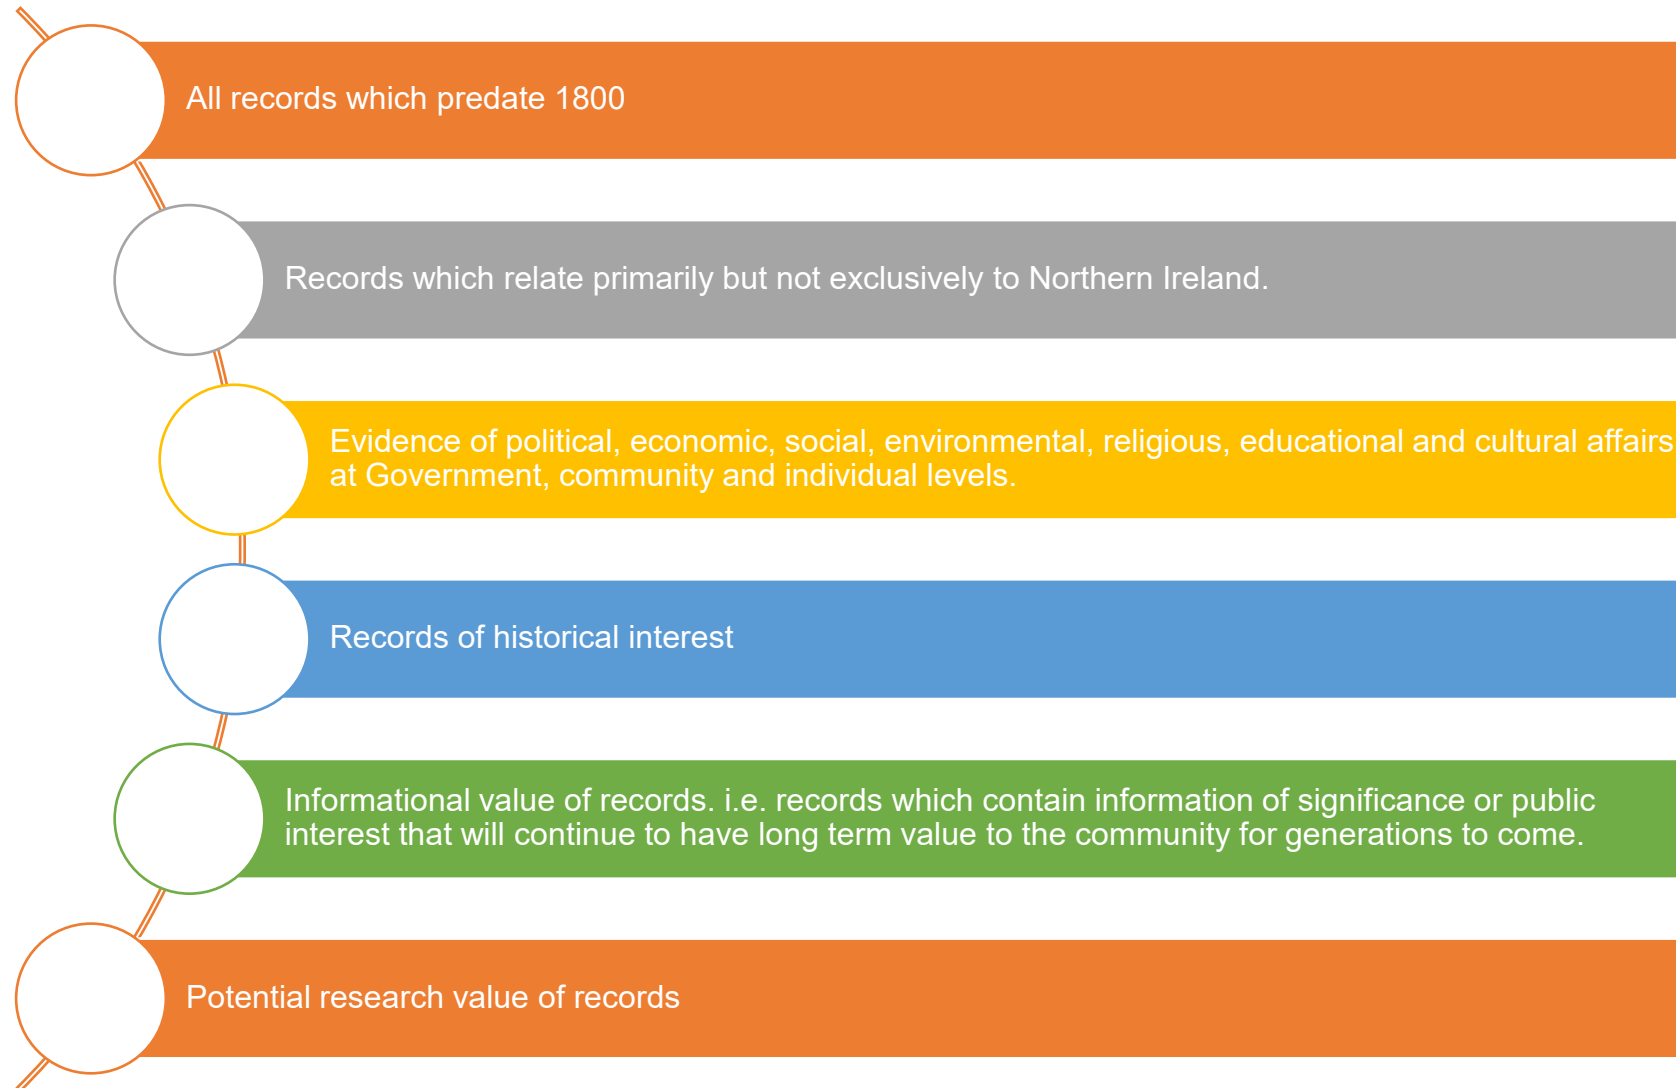 All records which predate 1800
Records which relate primarily but not exclusively to Northern Ireland.
Evidence of political, economic, social, environmental, religious, educational and cultural affairs
at Government, community and individual levels.
Records of historical interest
Informational value of records. i.e. records which contain information of significance or public
interest that will continue to have long term value to the community for generations to come.
Potential research value of records